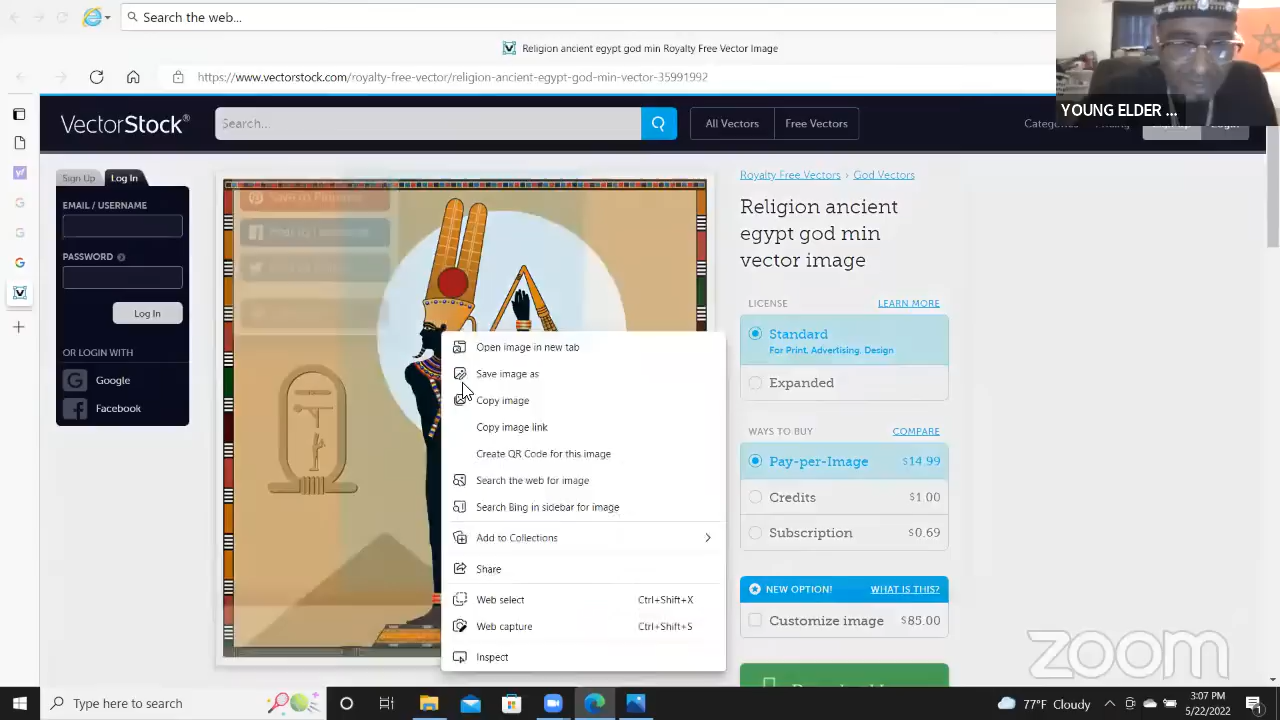 Search the web...
Religion ancient egypt god min Royalty Free Vector Image
https://www.vectorstock.com/royalty-free-vector/religion-ancient-egypt-god-min-vector-35991992
YOUNG ELDER ...
VectorStock®
Search...
All Vectors
Free Vectors
Sign Up
Log In
EMAIL / USERNAME
PASSWORD
Log In
OR LOGIN WITH
Google
Facebook
Save to Pinterest
Royalty Free Vectors › God Vectors
Religion ancient
egypt god min
vector image
LICENSE
LEARN MORE
Standard
For Print, Advertising, Design
Expanded
WAYS TO BUY
COMPARE
Pay-per-Image $14.99
Credits $1.00
Subscription $0.69
NEW OPTION!
WHAT IS THIS?
Customize image $85.00
Open image in new tab
Save image as
Copy image
Copy image link
Create QR Code for this image
Search the web for image
Search Bing in sidebar for image
Add to Collections
Share
Web select Ctrl+Shift+X
Web capture Ctrl+Shift+S
Inspect
zoom
Type here to search
77°F Cloudy
3:07 PM
5/22/2022
1